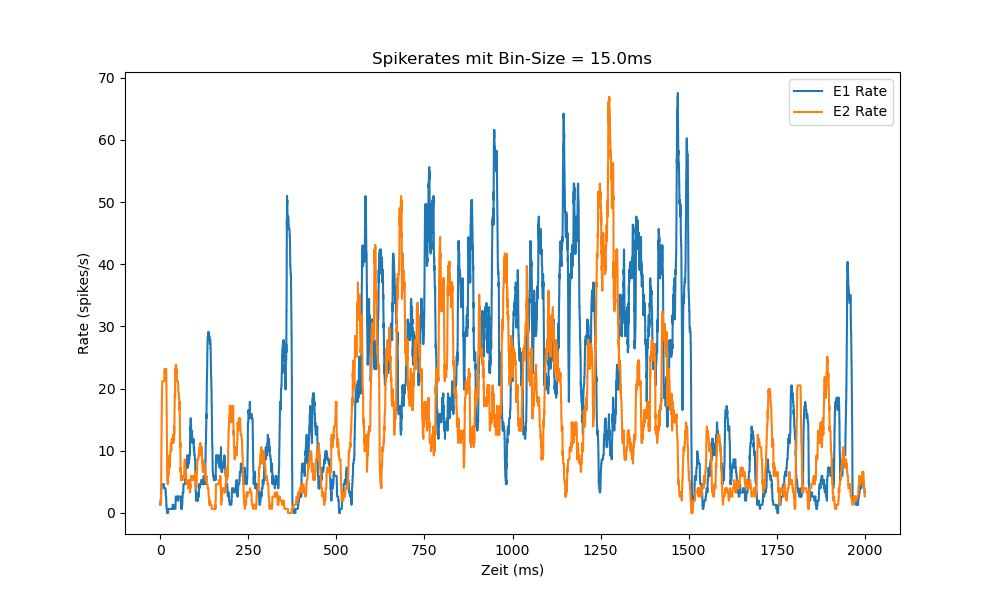 Spikerates mit Bin-Size = 15.0ms
E1 Rate
E2 Rate
Rate (spikes/s)
70
60
50
40
30
20
10
0
0 250 500 750 1000 1250 1500 1750 2000
Zeit (ms)